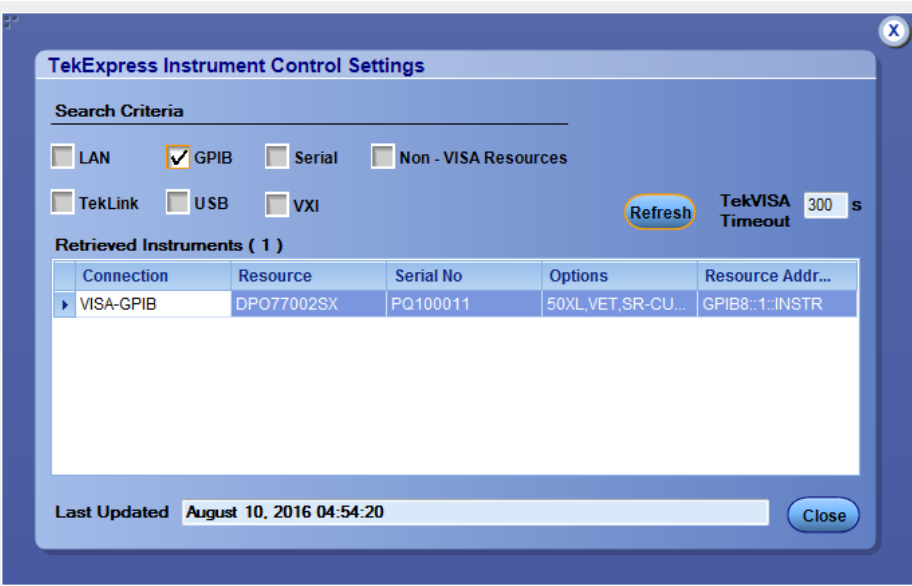 X
TekExpress Instrument Control Settings
Search Criteria
LAN GPIB Serial Non - VISA Resources
TekLink USB VXI
Refresh TekVISA Timeout 300 s
Retrieved Instruments ( 1 )
Connection Resource Serial No Options Resource Addr...
VISA-GPIB DPO77002SX PQ100011 50XL,VET,SR-CU... GPIB8::1::INSTR
Last Updated August 10, 2016 04:54:20
Close